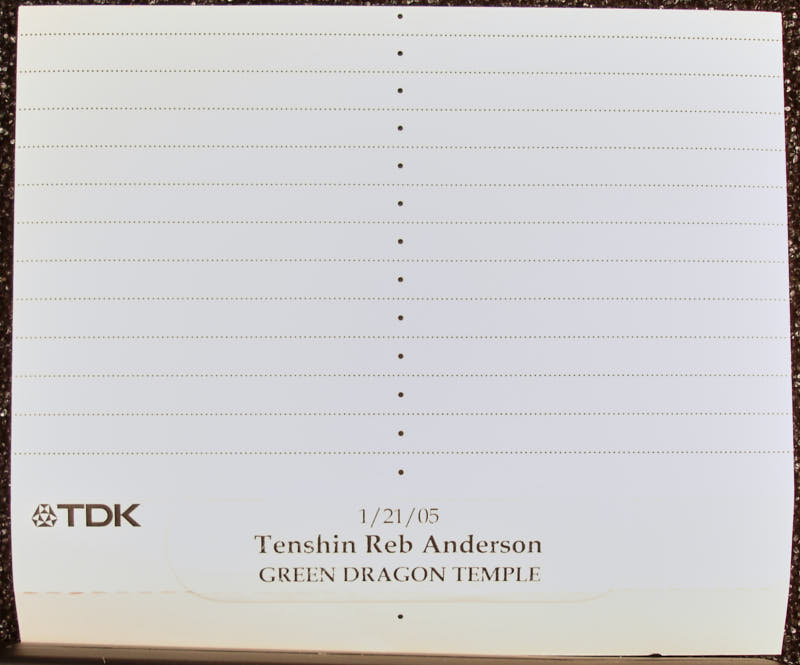 TDK
1/21/05
Tenshin Reb Anderson
GREEN DRAGON TEMPLE